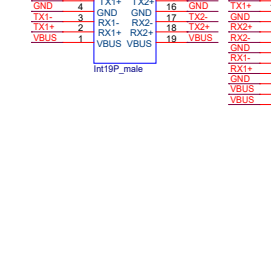 TX1+ TX2+ TX1+
GND 4 GND GND 16 GND GND
TX1- 3 RX1- RX2- 17 TX2- RX2+
TX1+ 2 RX1+ RX2+ 18 TX2+ RX2-
VBUS 1 VBUS VBUS 19 VBUS GND
RX1-
Int19P_male RX1+
GND
VBUS
VBUS